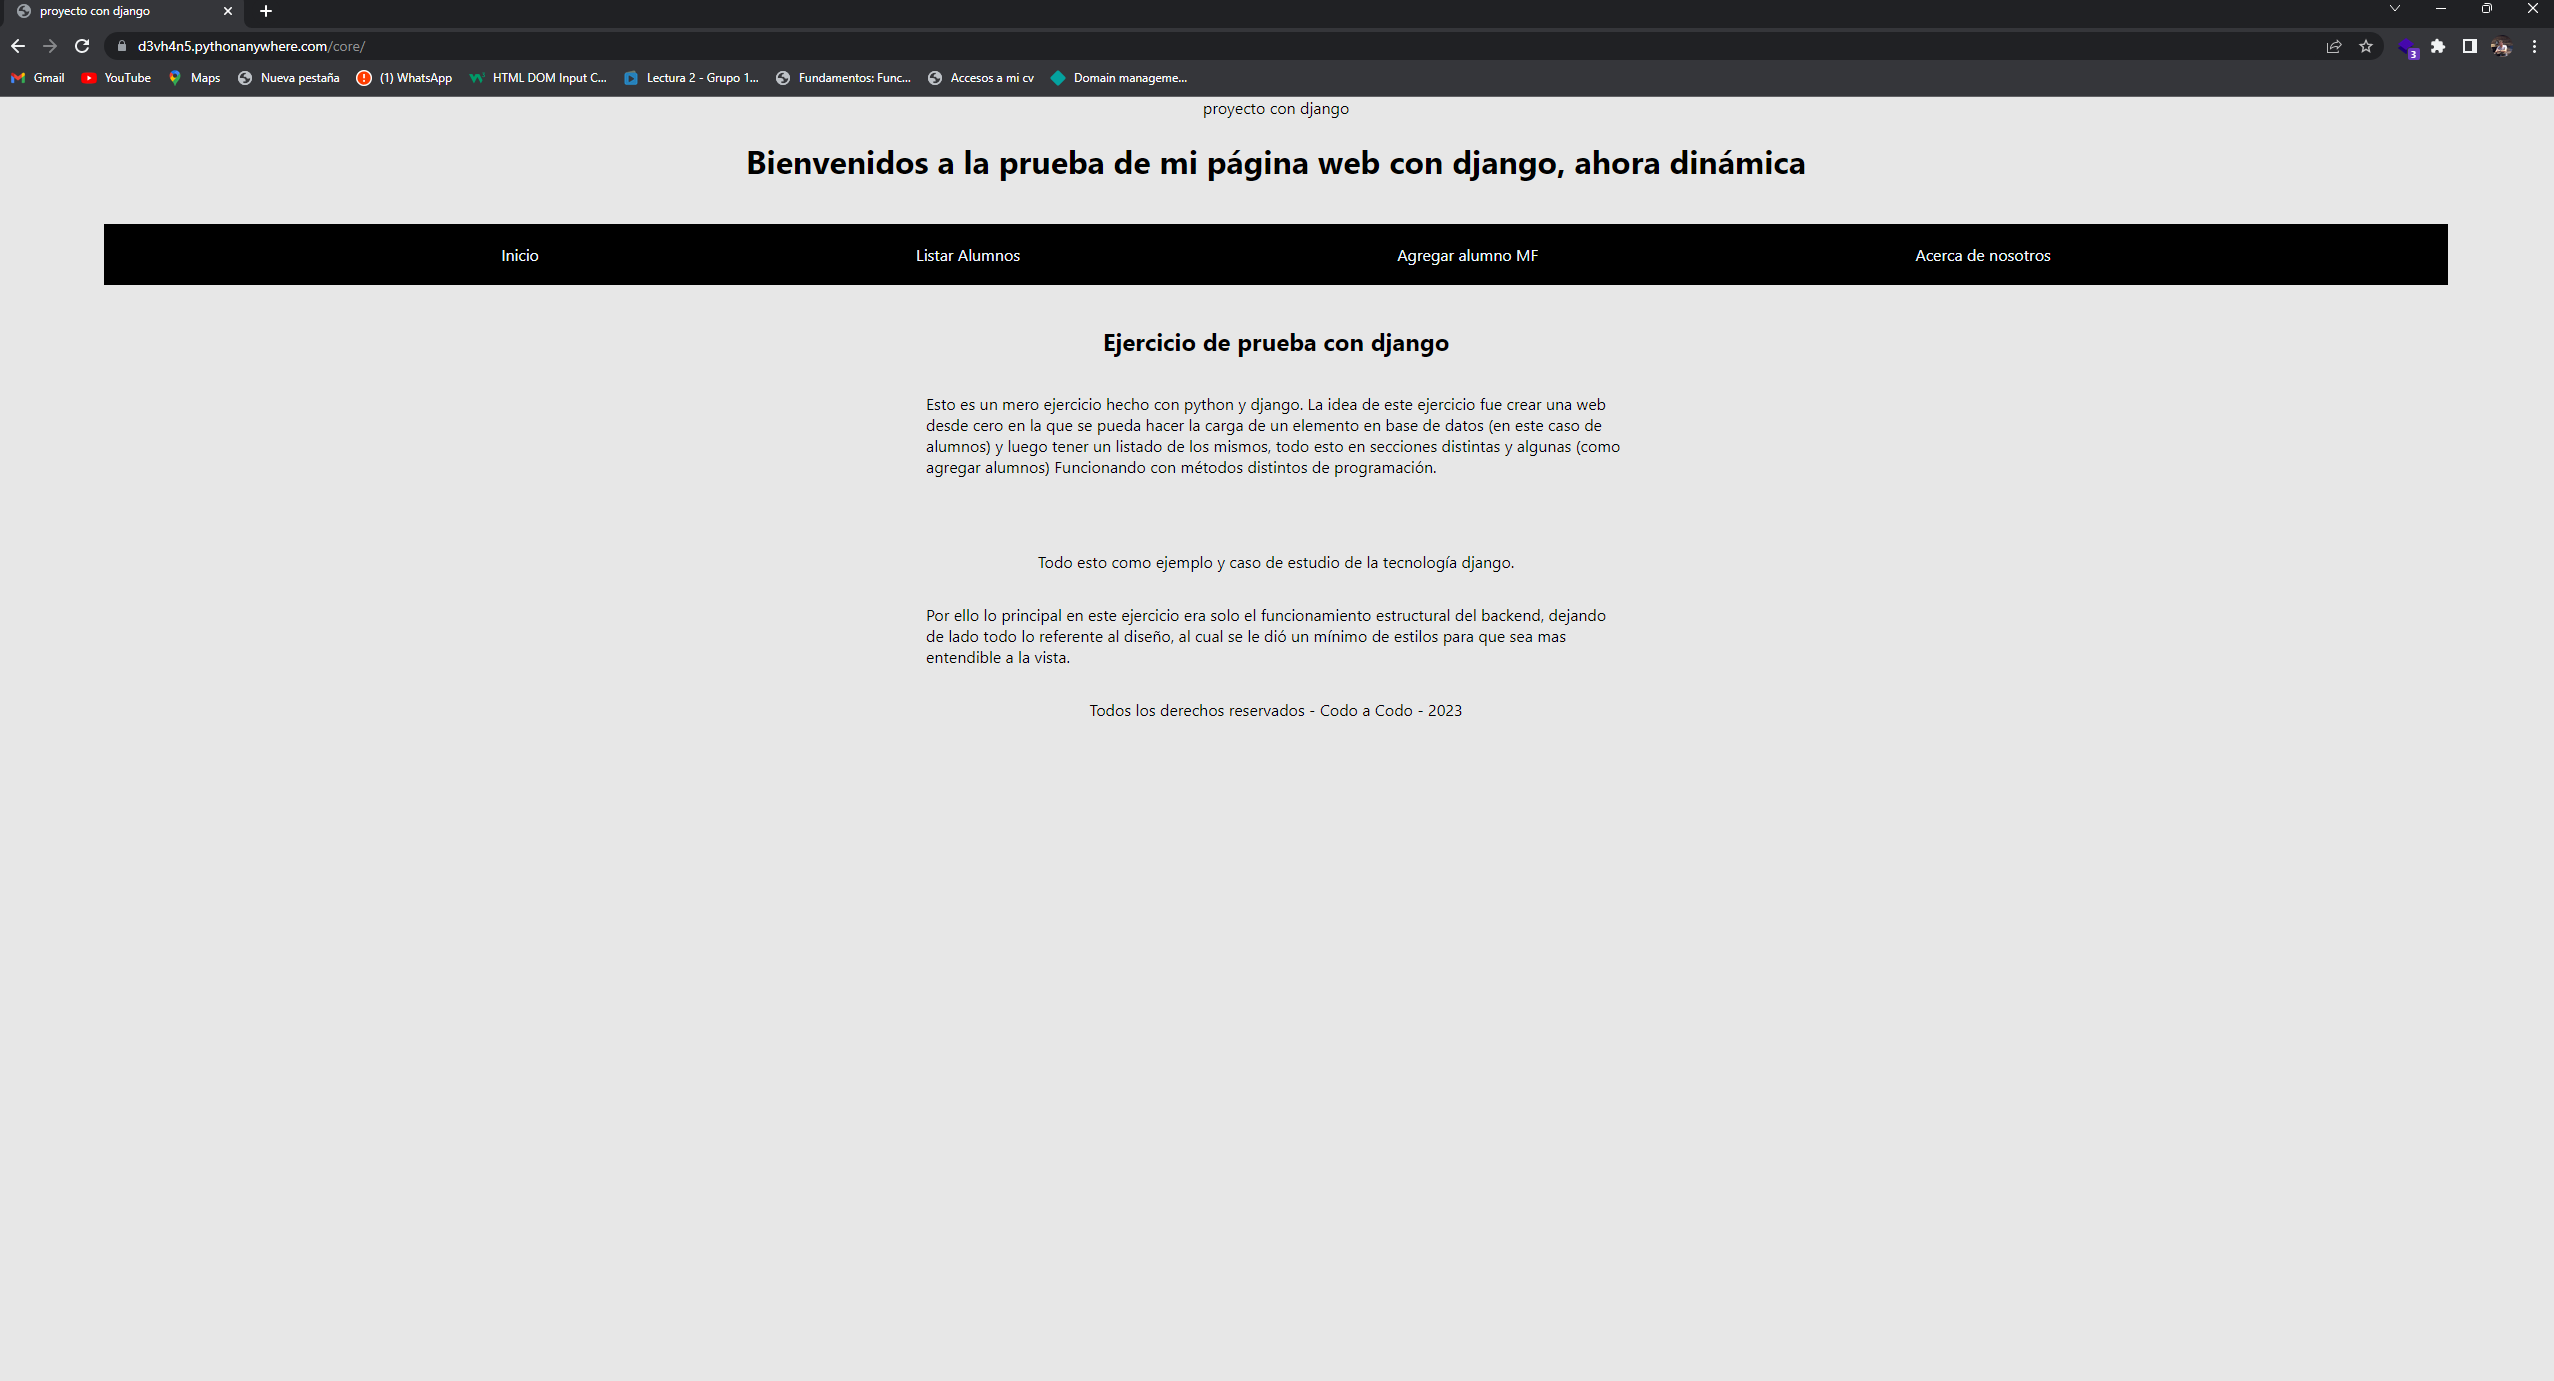 proyecto con django
d3vh4n5.pythonanywhere.com/core/
3
Gmail
YouTube
Maps
Nueva pestaña
(1) WhatsApp
HTML DOM Input C...
Lectura 2 - Grupo 1...
Fundamentos: Func...
Accesos a mi cv
Domain manageme...
proyecto con django
Bienvenidos a la prueba de mi página web con django, ahora dinámica
Inicio
Listar Alumnos
Agregar alumno MF
Acerca de nosotros
Ejercicio de prueba con django
Esto es un mero ejercicio hecho con python y django. La idea de este ejercicio fue crear una web
desde cero en la que se pueda hacer la carga de un elemento en base de datos (en este caso de
alumnos) y luego tener un listado de los mismos, todo esto en secciones distintas y algunas (como
agregar alumnos) Funcionando con métodos distintos de programación.
Todo esto como ejemplo y caso de estudio de la tecnología django.
Por ello lo principal en este ejercicio era solo el funcionamiento estructural del backend, dejando
de lado todo lo referente al diseño, al cual se le dió un mínimo de estilos para que sea mas
entendible a la vista.
Todos los derechos reservados - Codo a Codo - 2023